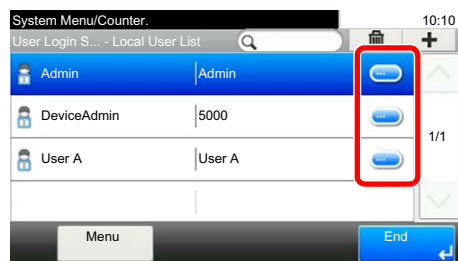 System Menu/Counter. 10:10
User Login S... - Local User List
Admin Admin
DeviceAdmin 5000
1/1
User A User A
Menu End